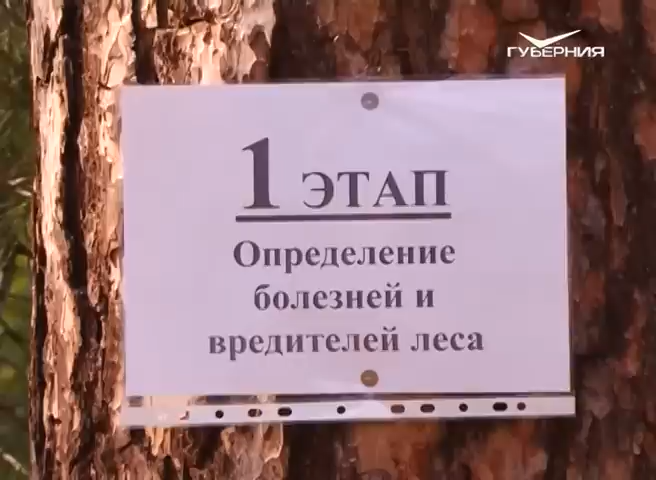 ГУБЕРНИЯ
1 ЭТАП
Определение
болезней и
вредителей леса